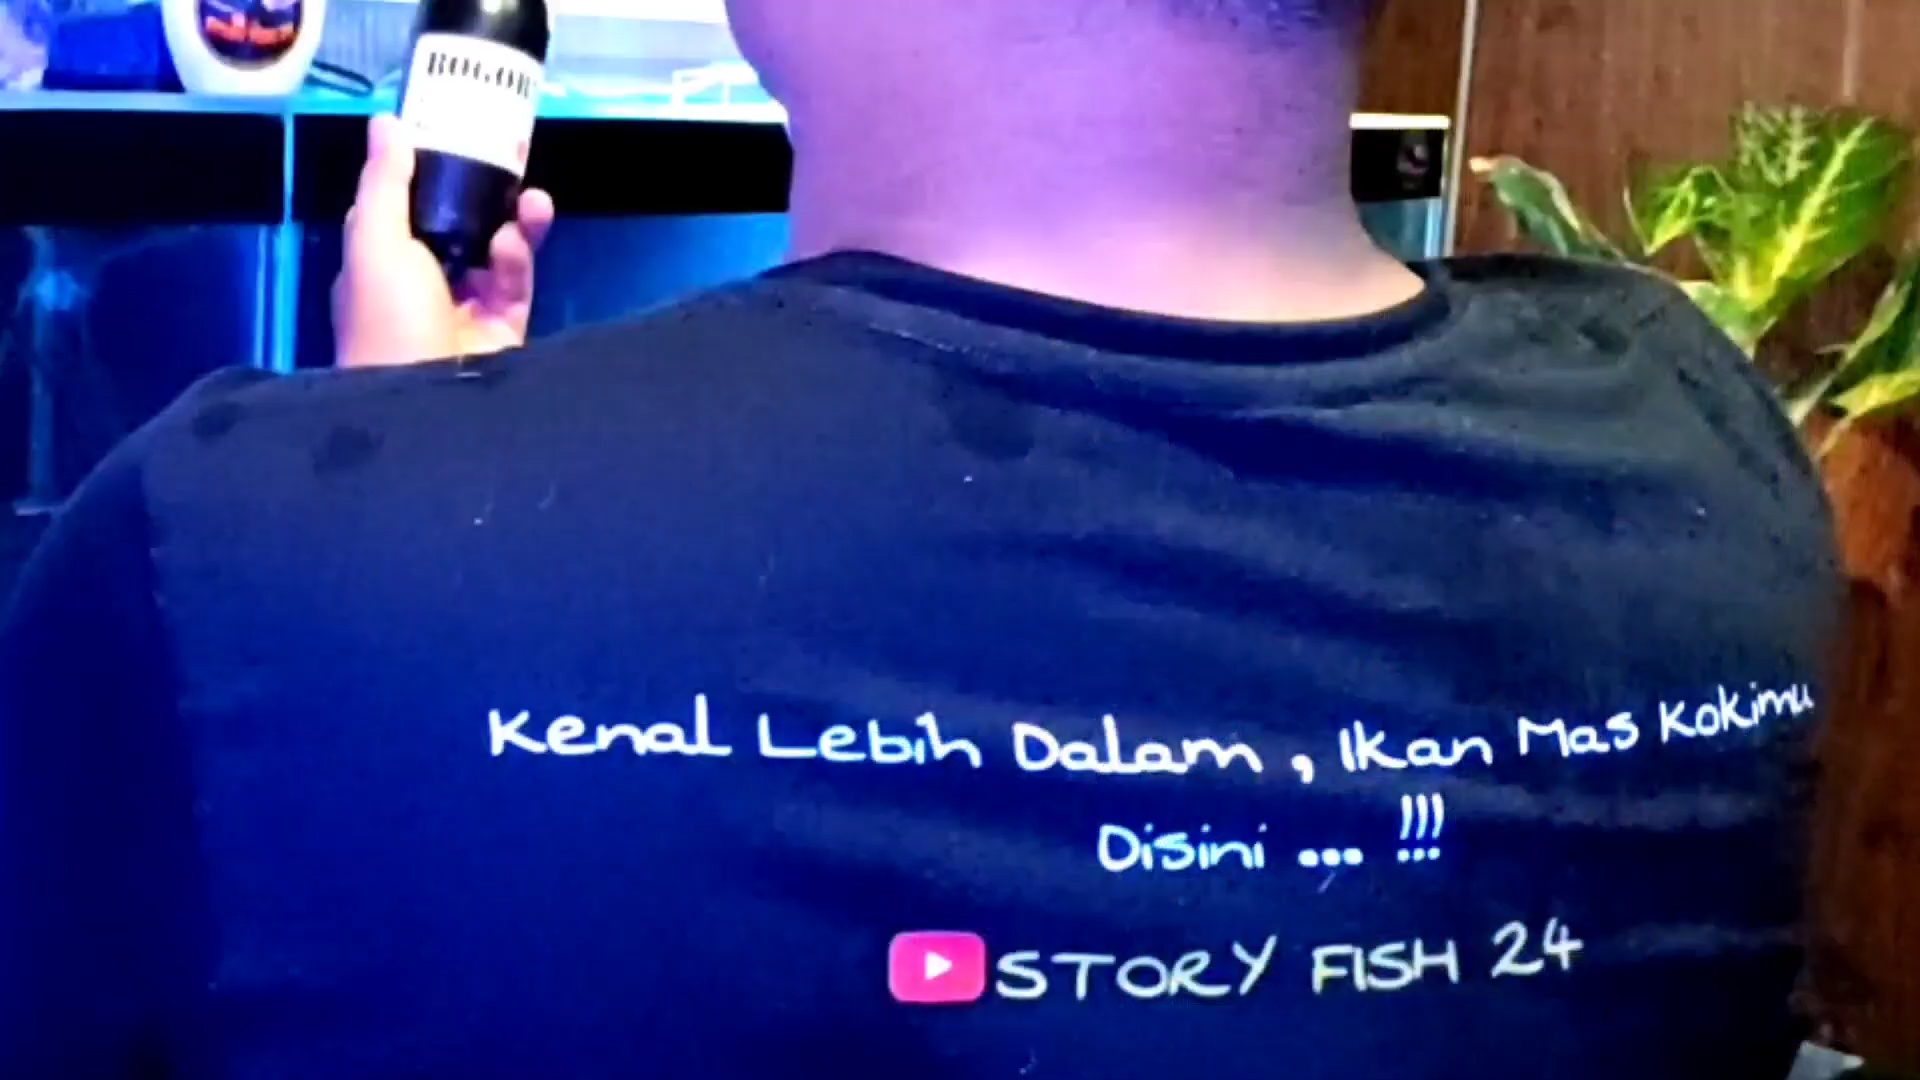 Kenal Lebih Dalam , Ikan Mas Kokimu
Disini ... !!!
STORY FISH 24